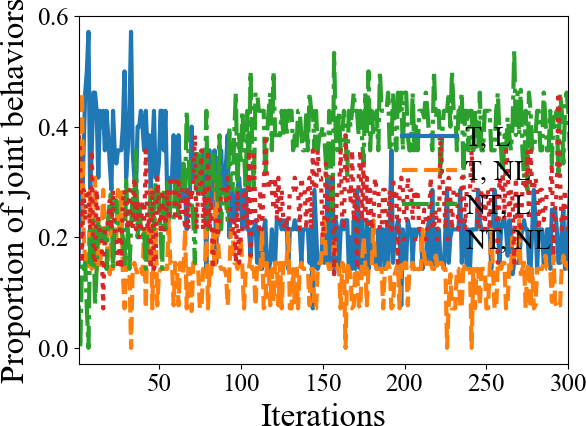 Proportion of joint behaviors
0.6
0.4
0.2
0.0
T, L
T, NL
NT, L
NT, NL
50 100 150 200 250 300
Iterations